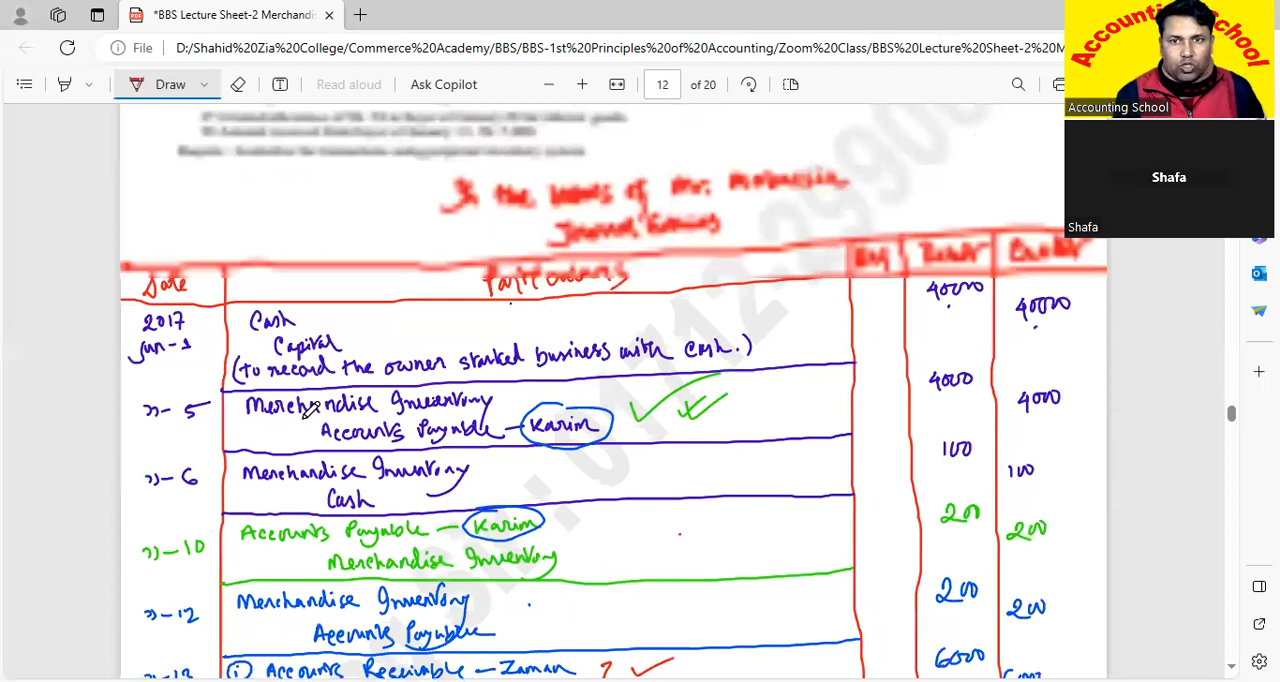 *BBS Lecture Sheet-2 Merchandi
File
D:/Shahid%20Zia%20College/Commerce%20Academy/BBS/BBS-1st%20Principles%20of%20Accounting/Zoom%20Class/BBS%20Lecture%20Sheet-2%20M
Draw
Read aloud
Ask Copilot
12
of 20
Accounting School
Accounting School
Shafa
Shafa
Journal Entries
Date
Particulars
2017
Jan-1
Cash
40000
Capital
40000
(To record the owner started business with cash.)
"-5
Merchandise Inventory
4000
Accounts Payable - Karim
4000
"-6
Merchandise Inventory
100
Cash
100
"-10
Accounts Payable - Karim
200
Merchandise Inventory
200
"-12
Merchandise Inventory
200
Accounts Payable
200
"-13
(i) Accounts Receivable - Zaman ?
6000